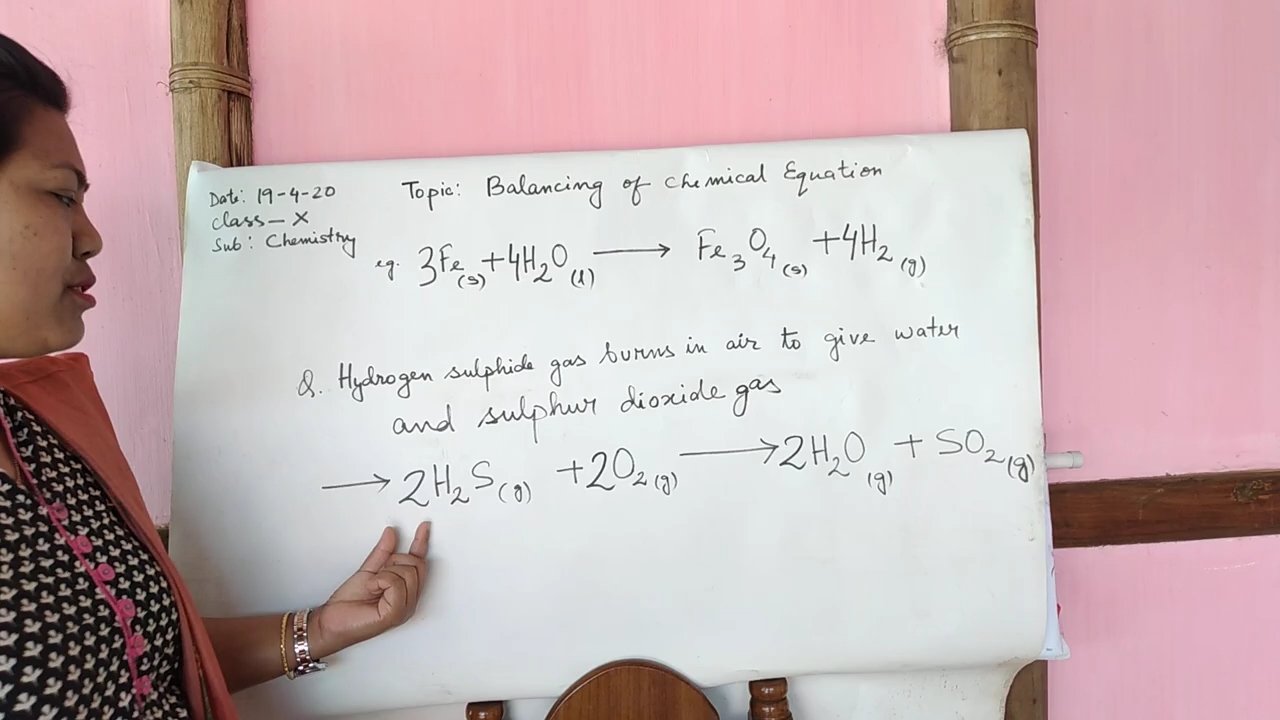 Date: 19-4-20
Class — X
Sub: Chemistry
Topic: Balancing of Chemical Equation
eg. 3Fe(s) + 4H₂O(l) ⟶ Fe₃O₄(s) + 4H₂(g)
Q. Hydrogen sulphide gas burns in air to give water
and sulphur dioxide gas
⟶ 2H₂S(g) + 2O₂(g) ⟶ 2H₂O(g) + SO₂(g)